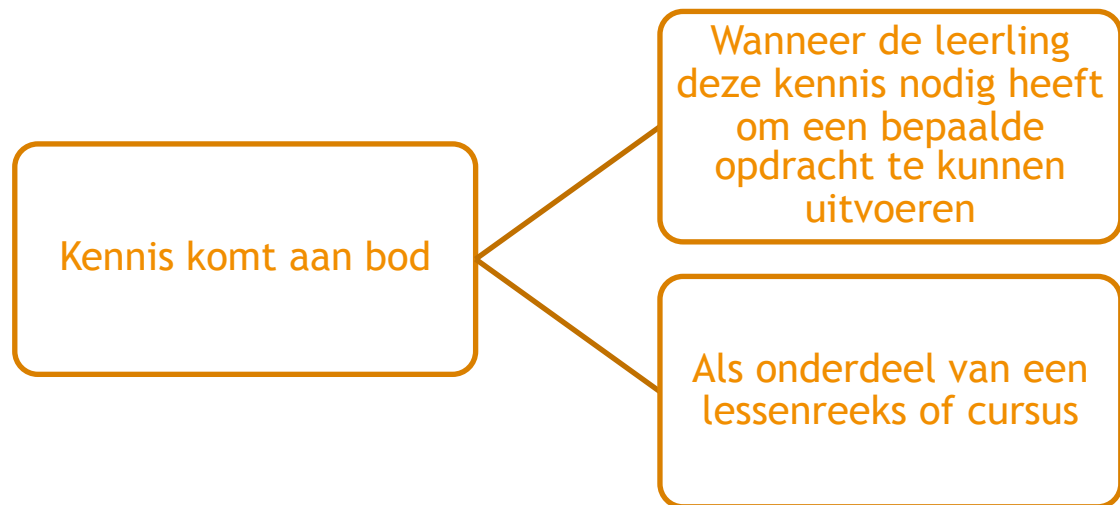 Kennis komt aan bod
Wanneer de leerling
deze kennis nodig heeft
om een bepaalde
opdracht te kunnen
uitvoeren
Als onderdeel van een
lessenreeks of cursus